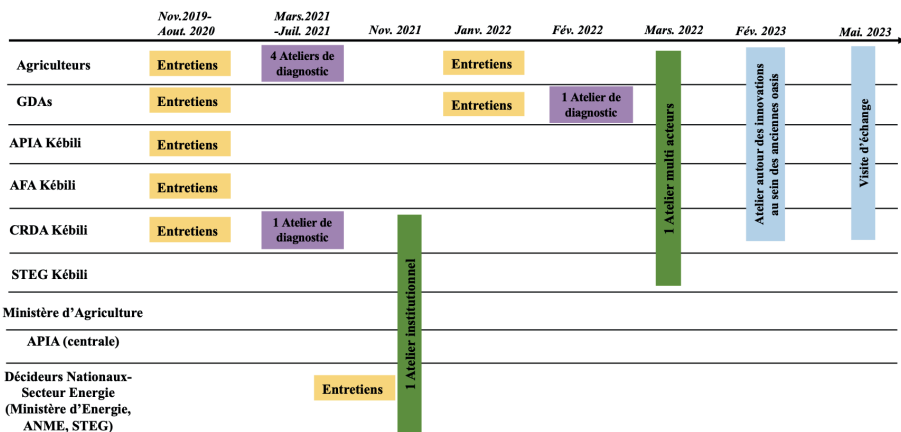 Nov.2019-
Aout. 2020
Mars.2021
-Juil. 2021
Nov. 2021
Janv. 2022
Fév. 2022
Mars. 2022
Fév. 2023
Mai. 2023
Agriculteurs
Entretiens
4 Ateliers de
diagnostic
Entretiens
GDAs
Entretiens
Entretiens
1 Atelier de
diagnostic
APIA Kébili
Entretiens
AFA Kébili
Entretiens
CRDA Kébili
Entretiens
1 Atelier de
diagnostic
STEG Kébili
Ministère d’Agriculture
APIA (centrale)
Décideurs Nationaux-
Secteur Energie
(Ministère d’Energie,
ANME, STEG)
Entretiens
1 Atelier institutionnel
1 Atelier multi acteurs
Atelier autour des innovations
au sein des anciennes oasis
Visite d’échange